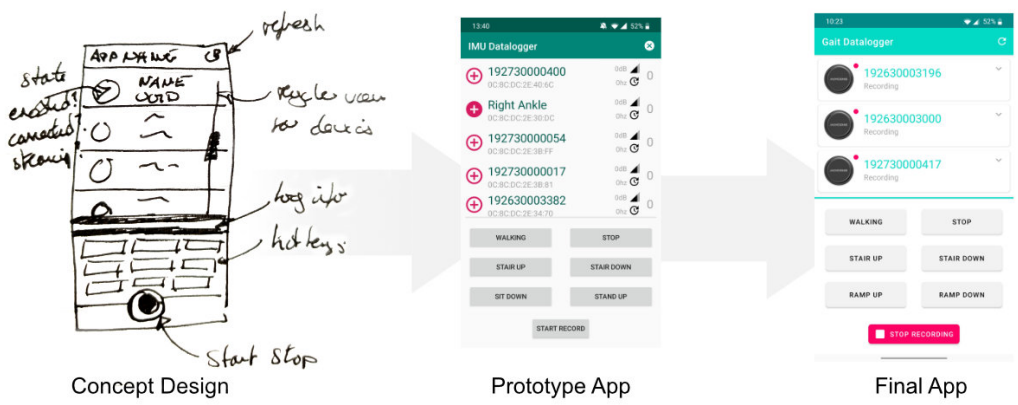 refresh
APP NAME
state
NAME
UUID
created?
connected?
recycler view
for devices
log info
hotkeys
Start Stop
Concept Design
13:40
52%
IMU Datalogger
192730000400
0C:8C:DC:2E:40:6C
0dB
0hz
0
Right Ankle
0C:8C:DC:2E:30:DC
0dB
0hz
0
192730000054
0C:8C:DC:2E:3B:FF
0dB
0hz
0
192730000017
0C:8C:DC:2E:3B:81
0dB
0hz
0
192630003382
0C:8C:DC:2E:34:70
0dB
0hz
0
WALKING STOP
STAIR UP STAIR DOWN
SIT DOWN STAND UP
START RECORD
Prototype App
10:23
52%
Gait Datalogger
192630003196
Recording
192630003000
Recording
192730000417
Recording
WALKING STOP
STAIR UP STAIR DOWN
RAMP UP RAMP DOWN
STOP RECORDING
Final App